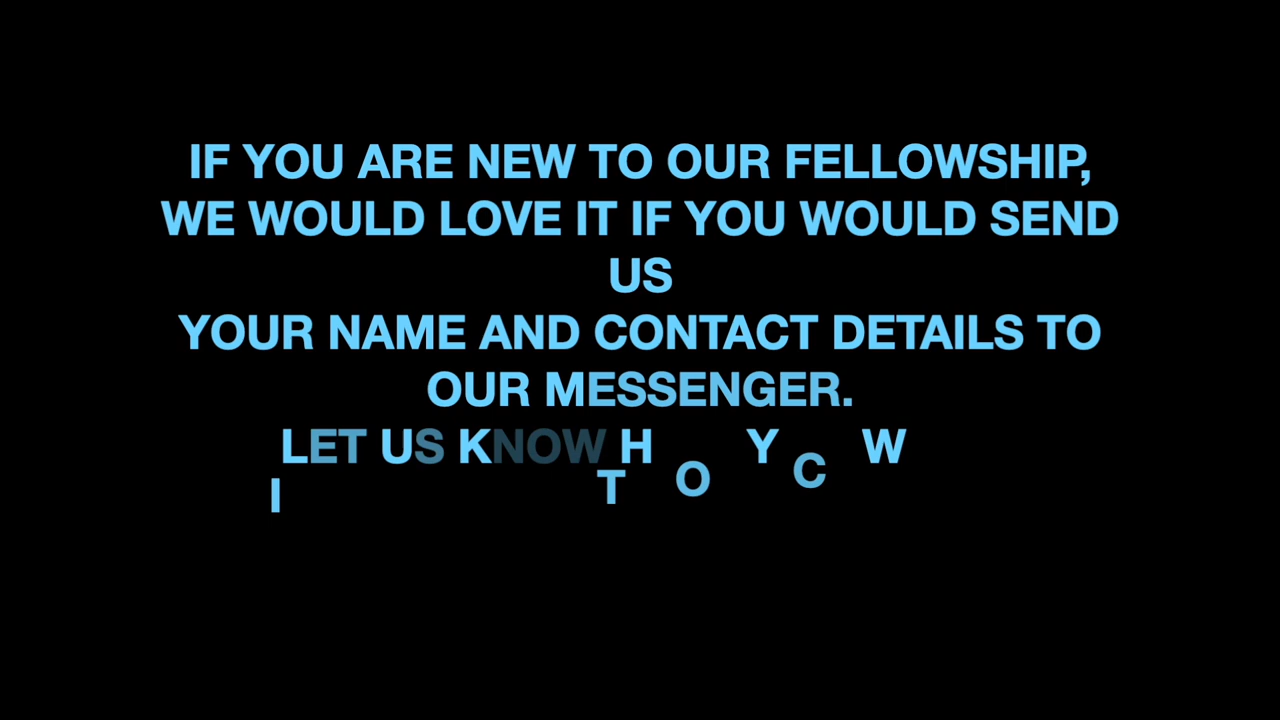 IF YOU ARE NEW TO OUR FELLOWSHIP,
WE WOULD LOVE IT IF YOU WOULD SEND
US
YOUR NAME AND CONTACT DETAILS TO
OUR MESSENGER.
LET US KNOW H Y W
I T O C